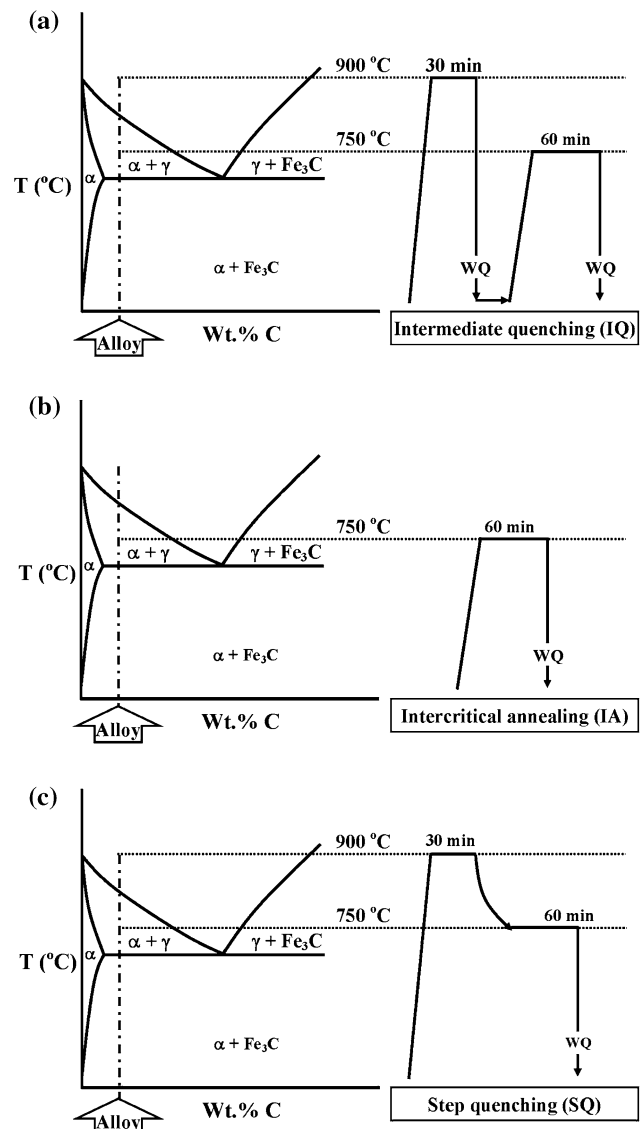 (a)
900 °C
30 min
750 °C
60 min
α + γ
γ + Fe₃C
α
T (°C)
α + Fe₃C
WQ
WQ
Wt.% C
Alloy
Intermediate quenching (IQ)
(b)
750 °C
60 min
α + γ
γ + Fe₃C
α
T (°C)
α + Fe₃C
WQ
Wt.% C
Alloy
Intercritical annealing (IA)
(c)
900 °C
30 min
750 °C
60 min
α + γ
γ + Fe₃C
α
T (°C)
α + Fe₃C
WQ
Wt.% C
Alloy
Step quenching (SQ)